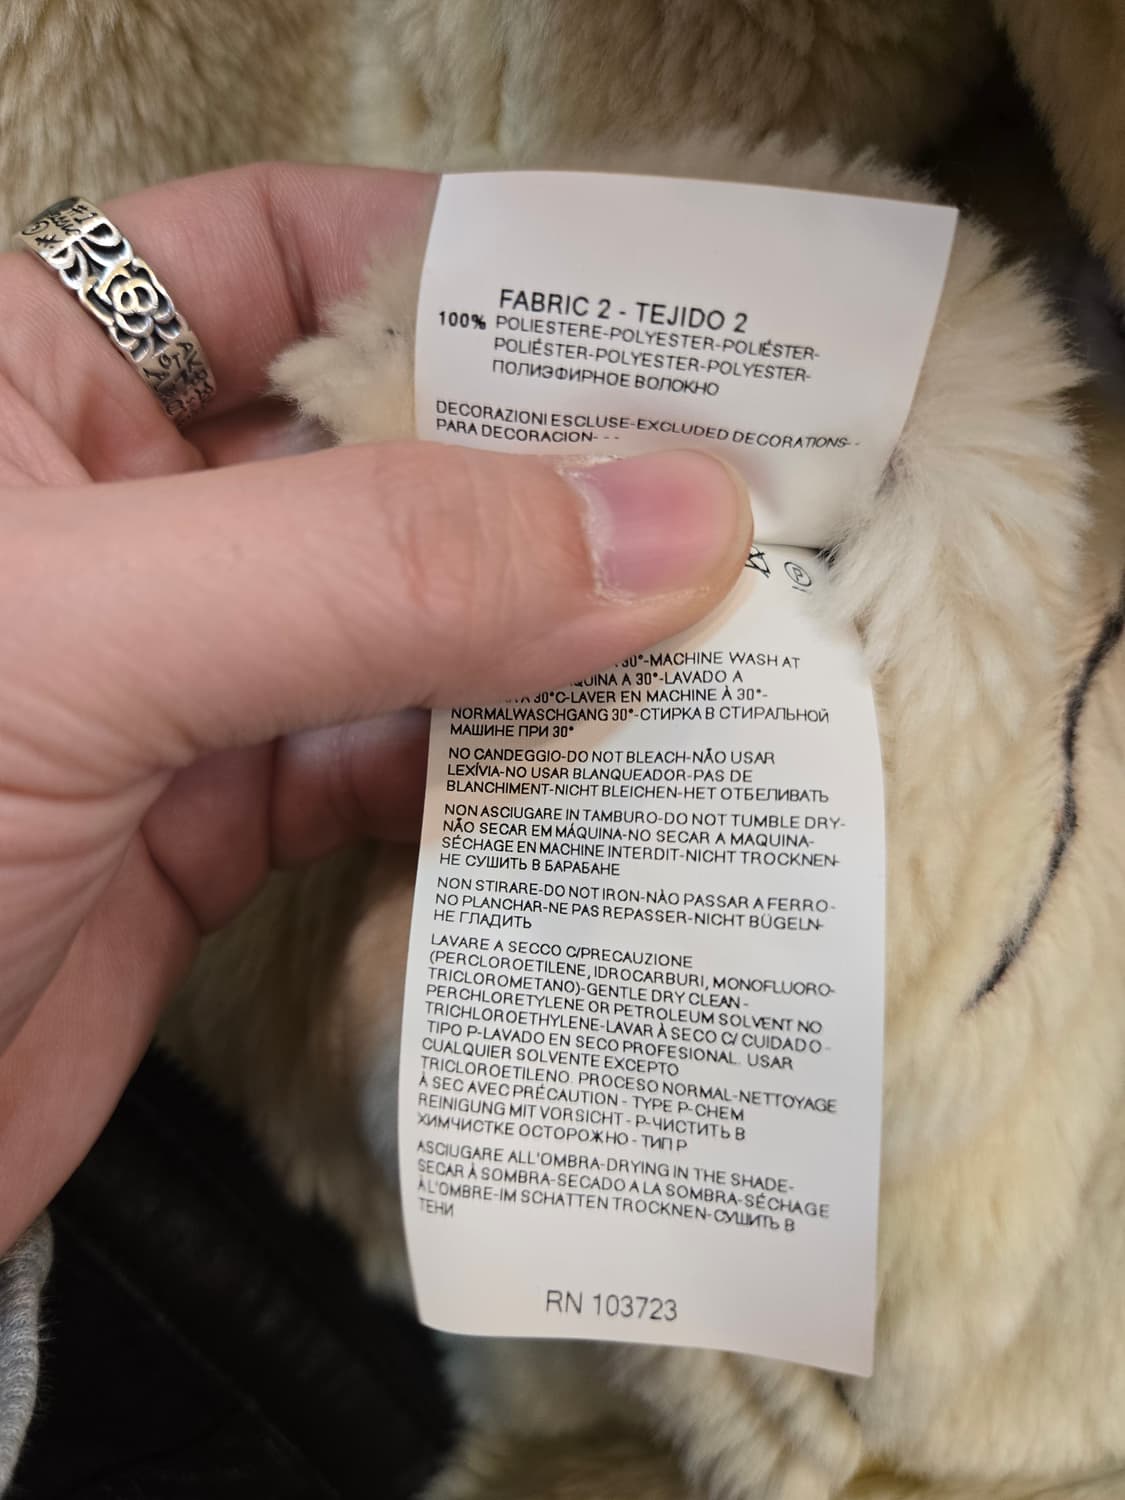 FABRIC 2 - TEJIDO 2
100% POLIESTERE-POLYESTER-POLIÉSTER-
POLIÉSTER-POLYESTER-POLYESTER-
ПОЛИЭФИРНОЕ ВОЛОКНО
DECORAZIONI ESCLUSE-EXCLUDED DECORATIONS- -
PARA DECORACION- - -
30°-MACHINE WASH AT
A 30°-LAVADO A
30°C-LAVER EN MACHINE À 30°-
NORMALWASCHGANG 30°-СТИРКА В СТИРАЛЬНОЙ
МАШИНЕ ПРИ 30°
NO CANDEGGIO-DO NOT BLEACH-NÃO USAR
LEXÍVIA-NO USAR BLANQUEADOR-PAS DE
BLANCHIMENT-NICHT BLEICHEN-НЕТ ОТБЕЛИВАТЬ
NON ASCIUGARE IN TAMBURO-DO NOT TUMBLE DRY-
NÃO SECAR EM MÁQUINA-NO SECAR A MAQUINA-
SÉCHAGE EN MACHINE INTERDIT-NICHT TROCKNEN-
НЕ СУШИТЬ В БАРАБАНЕ
NON STIRARE-DO NOT IRON-NÀO PASSAR A FERRO-
NO PLANCHAR-NE PAS REPASSER-NICHT BÜGELN-
НЕ ГЛАДИТЬ
LAVARE A SECCO C/PRECAUZIONE
(PERCLOROETILENE, IDROCARBURI, MONOFLUORO-
TRICLOROMETANO)-GENTLE DRY CLEAN -
PERCHLORETYLENE OR PETROLEUM SOLVENT NO
TRICHLOROETHYLENE-LAVAR À SECO C/ CUIDADO -
TIPO P-LAVADO EN SECO PROFESIONAL. USAR
CUALQUIER SOLVENTE EXCEPTO
TRICLOROETILENO. PROCESO NORMAL-NETTOYAGE
À SEC AVEC PRÉCAUTION - TYPE P-CHEM
REINIGUNG MIT VORSICHT - P-ЧИСТИТЬ В
ХИМЧИСТКЕ ОСТОРОЖНО - ТИП P
ASCIUGARE ALL'OMBRA-DRYING IN THE SHADE-
SECAR À SOMBRA-SECADO A LA SOMBRA-SÉCHAGE
À L'OMBRE-IM SCHATTEN TROCKNEN-СУШИТЬ В
ТЕНИ
RN 103723